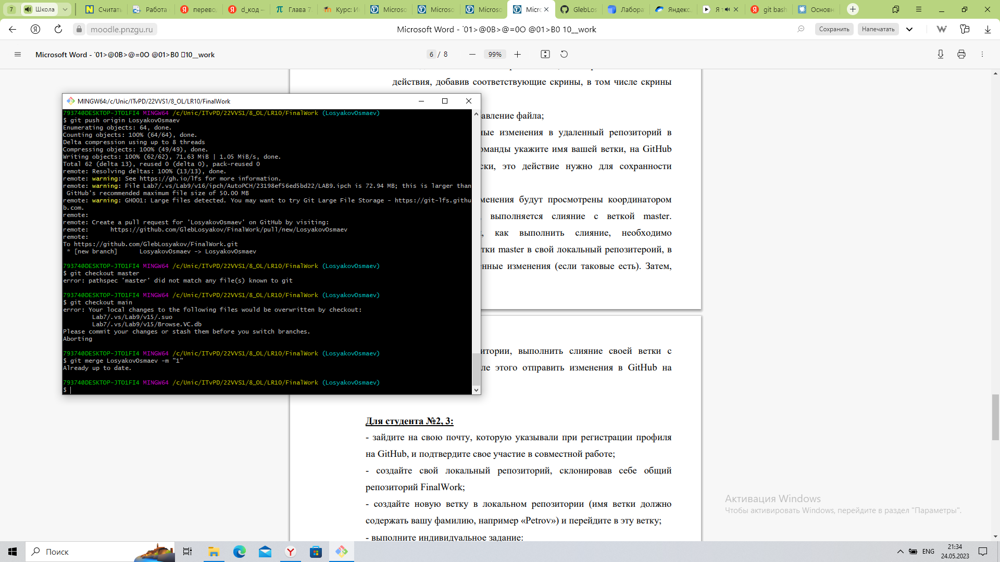 7 Школа Считать Работа перевод d_код — Глава 7. Курс: И Microso Microso Microso Micro GlebLos Лабора Яндекс. Я т git bash Основн
moodle.pnzgu.ru Microsoft Word - '01>@0B>@=0O @01>B0 10__work Сохранить Напечатать
Microsoft Word - '01>@0B>@=0O @01>B0 10__work 6 / 8 99%
действия, добавив соответствующие скрины, в том числе скрины
MINGW64:/c/Unic/ITvPD/22VVS1/8_OL/LR10/FinalWork
79374@DESKTOP-JTO1FI4 MINGW64 /c/Unic/ITvPD/22VVS1/8_OL/LR10/FinalWork (LosyakovOsmaev)
$ git push origin LosyakovOsmaev
Enumerating objects: 64, done.
Counting objects: 100% (64/64), done.
Delta compression using up to 8 threads
Compressing objects: 100% (49/49), done.
Writing objects: 100% (62/62), 71.63 MiB | 1.05 MiB/s, done.
Total 62 (delta 13), reused 0 (delta 0), pack-reused 0
remote: Resolving deltas: 100% (13/13), done.
remote: warning: See https://gh.io/lfs for more information.
remote: warning: File Lab7/.vs/Lab9/v16/ipch/AutoPCH/23198ef56ed5bd22/LAB9.ipch is 72.94 MB; this is larger than
GitHub's recommended maximum file size of 50.00 MB
remote: warning: GH001: Large files detected. You may want to try Git Large File Storage - https://git-lfs.githu
b.com.
remote:
remote: Create a pull request for 'LosyakovOsmaev' on GitHub by visiting:
remote:      https://github.com/GlebLosyakov/FinalWork/pull/new/LosyakovOsmaev
remote:
To https://github.com/GlebLosyakov/FinalWork.git
 * [new branch]      LosyakovOsmaev -> LosyakovOsmaev
79374@DESKTOP-JTO1FI4 MINGW64 /c/Unic/ITvPD/22VVS1/8_OL/LR10/FinalWork (LosyakovOsmaev)
$ git checkout master
error: pathspec 'master' did not match any file(s) known to git
79374@DESKTOP-JTO1FI4 MINGW64 /c/Unic/ITvPD/22VVS1/8_OL/LR10/FinalWork (LosyakovOsmaev)
$ git checkout main
error: Your local changes to the following files would be overwritten by checkout:
Lab7/.vs/Lab9/v15/.suo
Lab7/.vs/Lab9/v15/Browse.VC.db
Please commit your changes or stash them before you switch branches.
Aborting
79374@DESKTOP-JTO1FI4 MINGW64 /c/Unic/ITvPD/22VVS1/8_OL/LR10/FinalWork (LosyakovOsmaev)
$ git merge LosyakovOsmaev -m "1"
Already up to date.
79374@DESKTOP-JTO1FI4 MINGW64 /c/Unic/ITvPD/22VVS1/8_OL/LR10/FinalWork (LosyakovOsmaev)
$
авление файла;
ные изменения в удаленный репозиторий в
оманды укажите имя вашей ветки, на GitHub
ски, это действие нужно для сохранности
менения будут просмотрены координатором
выполняется слияние с веткой master.
, как выполнить слияние, необходимо
тки master в свой локальный репозитероий, в
енные изменения (если таковые есть). Затем,
итории, выполнить слияние своей ветки с
ле этого отправить изменения в GitHub на
Для студента №2, 3:
- зайдите на свою почту, которую указывали при регистрации профиля
на GitHub, и подтвердите свое участие в совместной работе;
- создайте свой локальный репозиторий, склонировав себе общий
репозиторий FinalWork;
- создайте новую ветку в локальном репозитории (имя ветки должно
содержать вашу фамилию, например «Petrov») и перейдите в эту ветку;
- выполните индивидуальное задание:
Активация Windows
Чтобы активировать Windows, перейдите в раздел "Параметры".
Поиск
ENG
21:34
24.05.2023